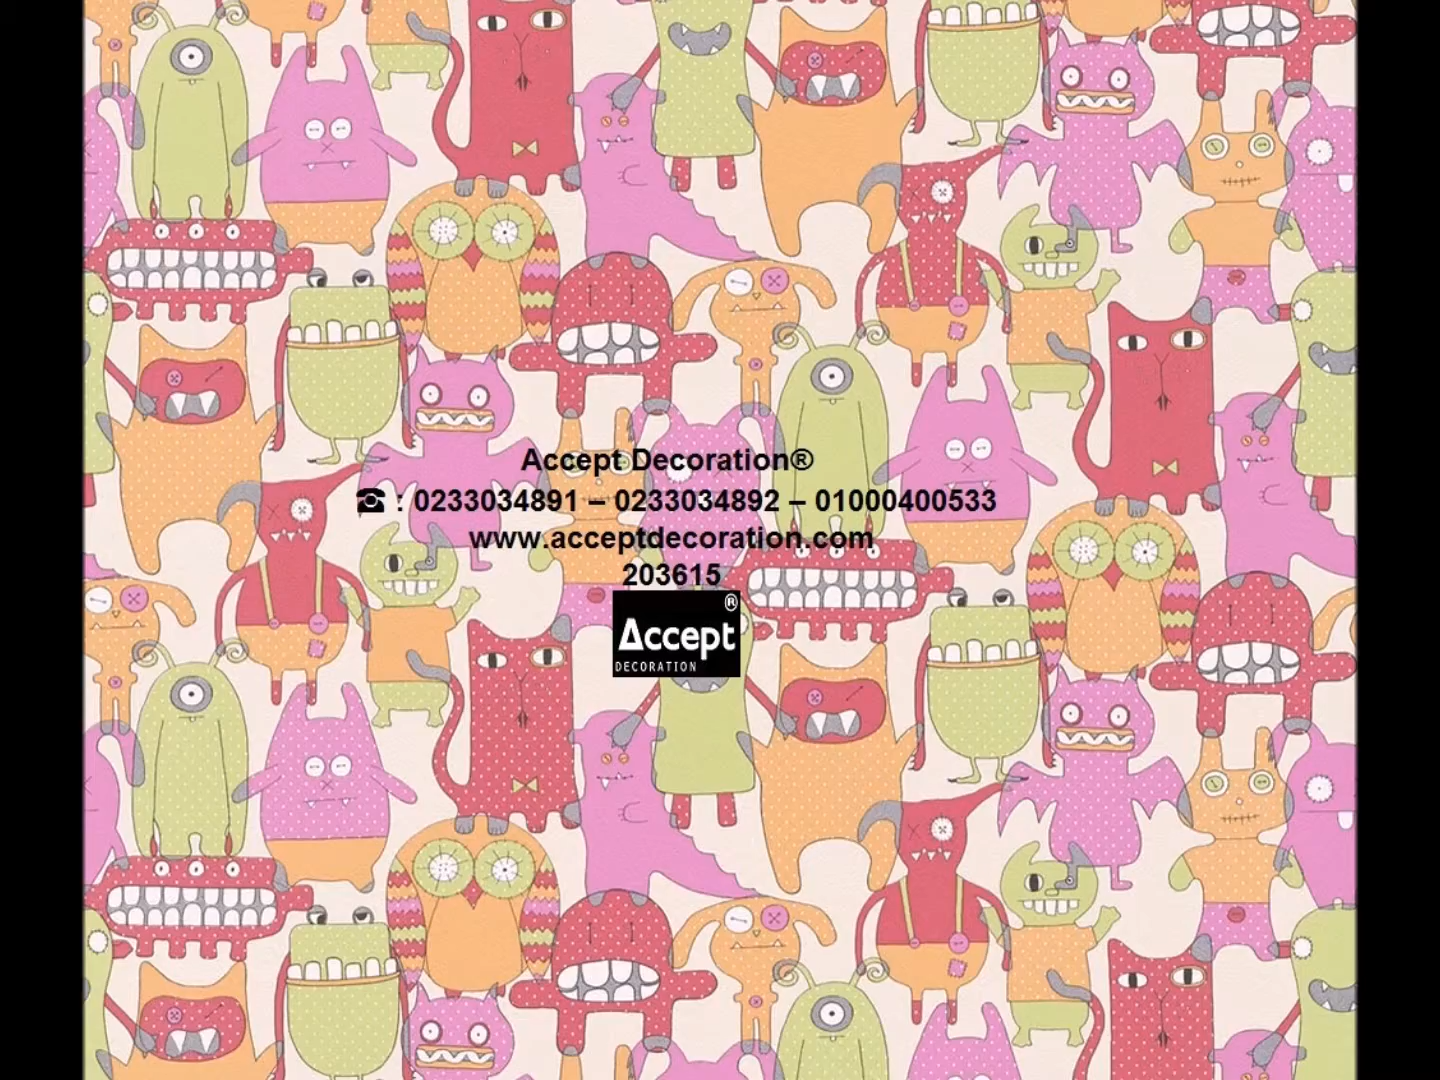 Accept Decoration®
☎ : 0233034891 – 0233034892 – 01000400533
www.acceptdecoration.com
203615
Accept®
DECORATION